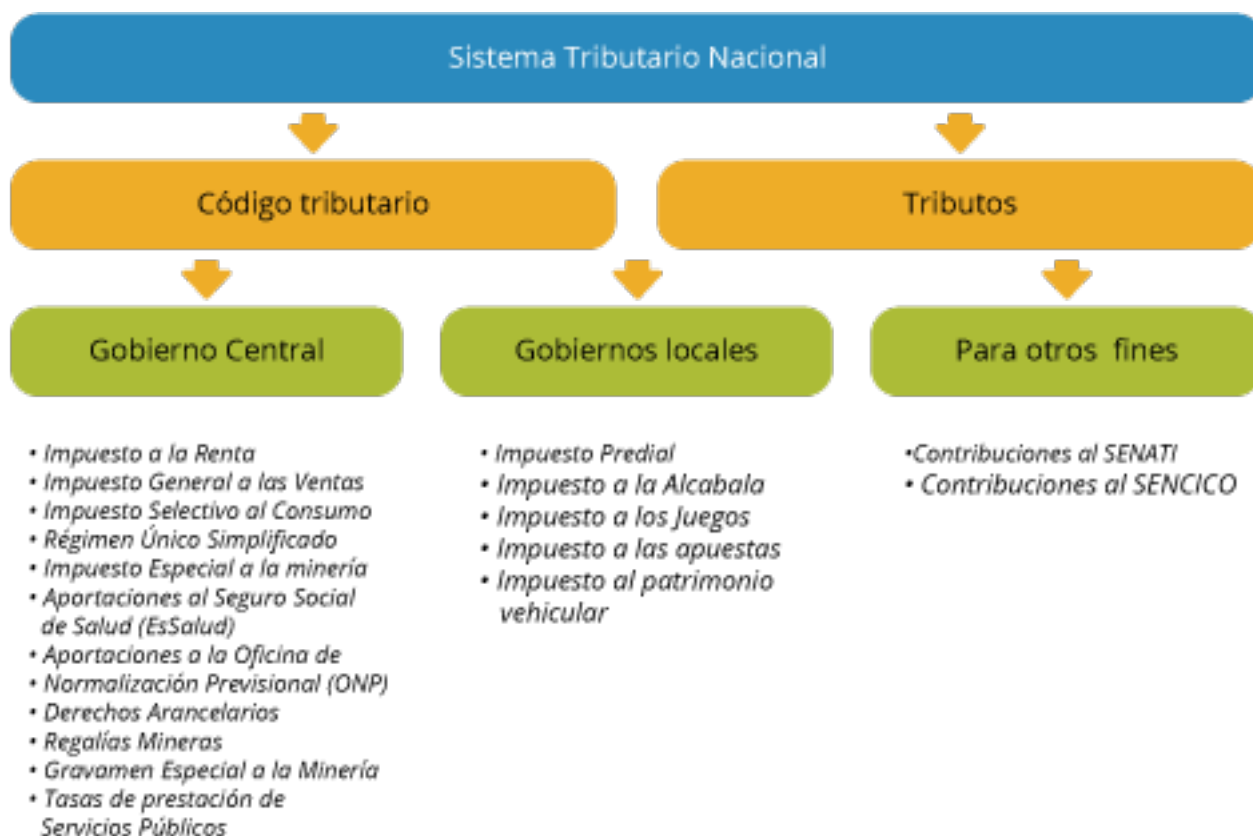 Sistema Tributario Nacional
Código tributario
Tributos
Gobierno Central
Gobiernos locales
Para otros fines
• Impuesto a la Renta
• Impuesto General a las Ventas
• Impuesto Selectivo al Consumo
• Régimen Único Simplificado
• Impuesto Especial a la minería
• Aportaciones al Seguro Social
de Salud (EsSalud)
• Aportaciones a la Oficina de
• Normalización Previsional (ONP)
• Derechos Arancelarios
• Regalías Mineras
• Gravamen Especial a la Minería
• Tasas de prestación de
Servicios Públicos
• Impuesto Predial
• Impuesto a la Alcabala
• Impuesto a los Juegos
• Impuesto a las apuestas
• Impuesto al patrimonio
vehicular
•Contribuciones al SENATI
• Contribuciones al SENCICO